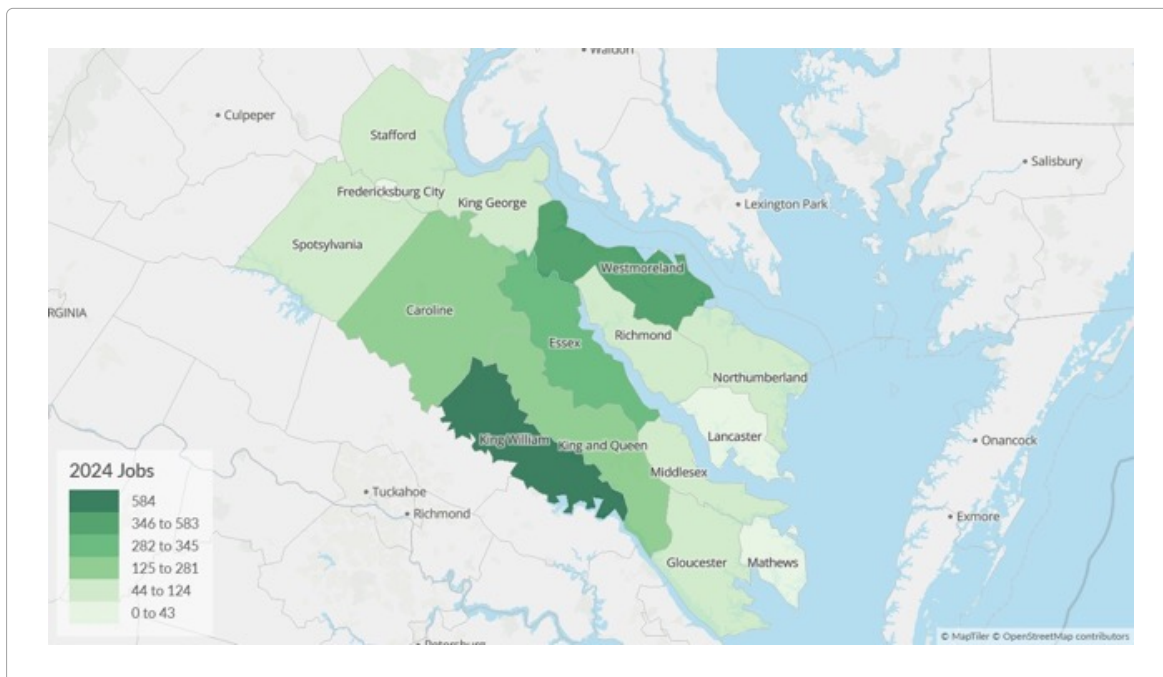 Waldorf
Culpeper
Stafford
Salisbury
Fredericksburg City
King George
Lexington Park
Spotsylvania
Westmoreland
RGINIA
Caroline
Richmond
Essex
Northumberland
Lancaster
King William
King and Queen
Onancock
Middlesex
2024 Jobs
584
346 to 583
282 to 345
125 to 281
44 to 124
0 to 43
Tuckahoe
Richmond
Exmore
Gloucester
Mathews
Petersburg
© MapTiler © OpenStreetMap contributors